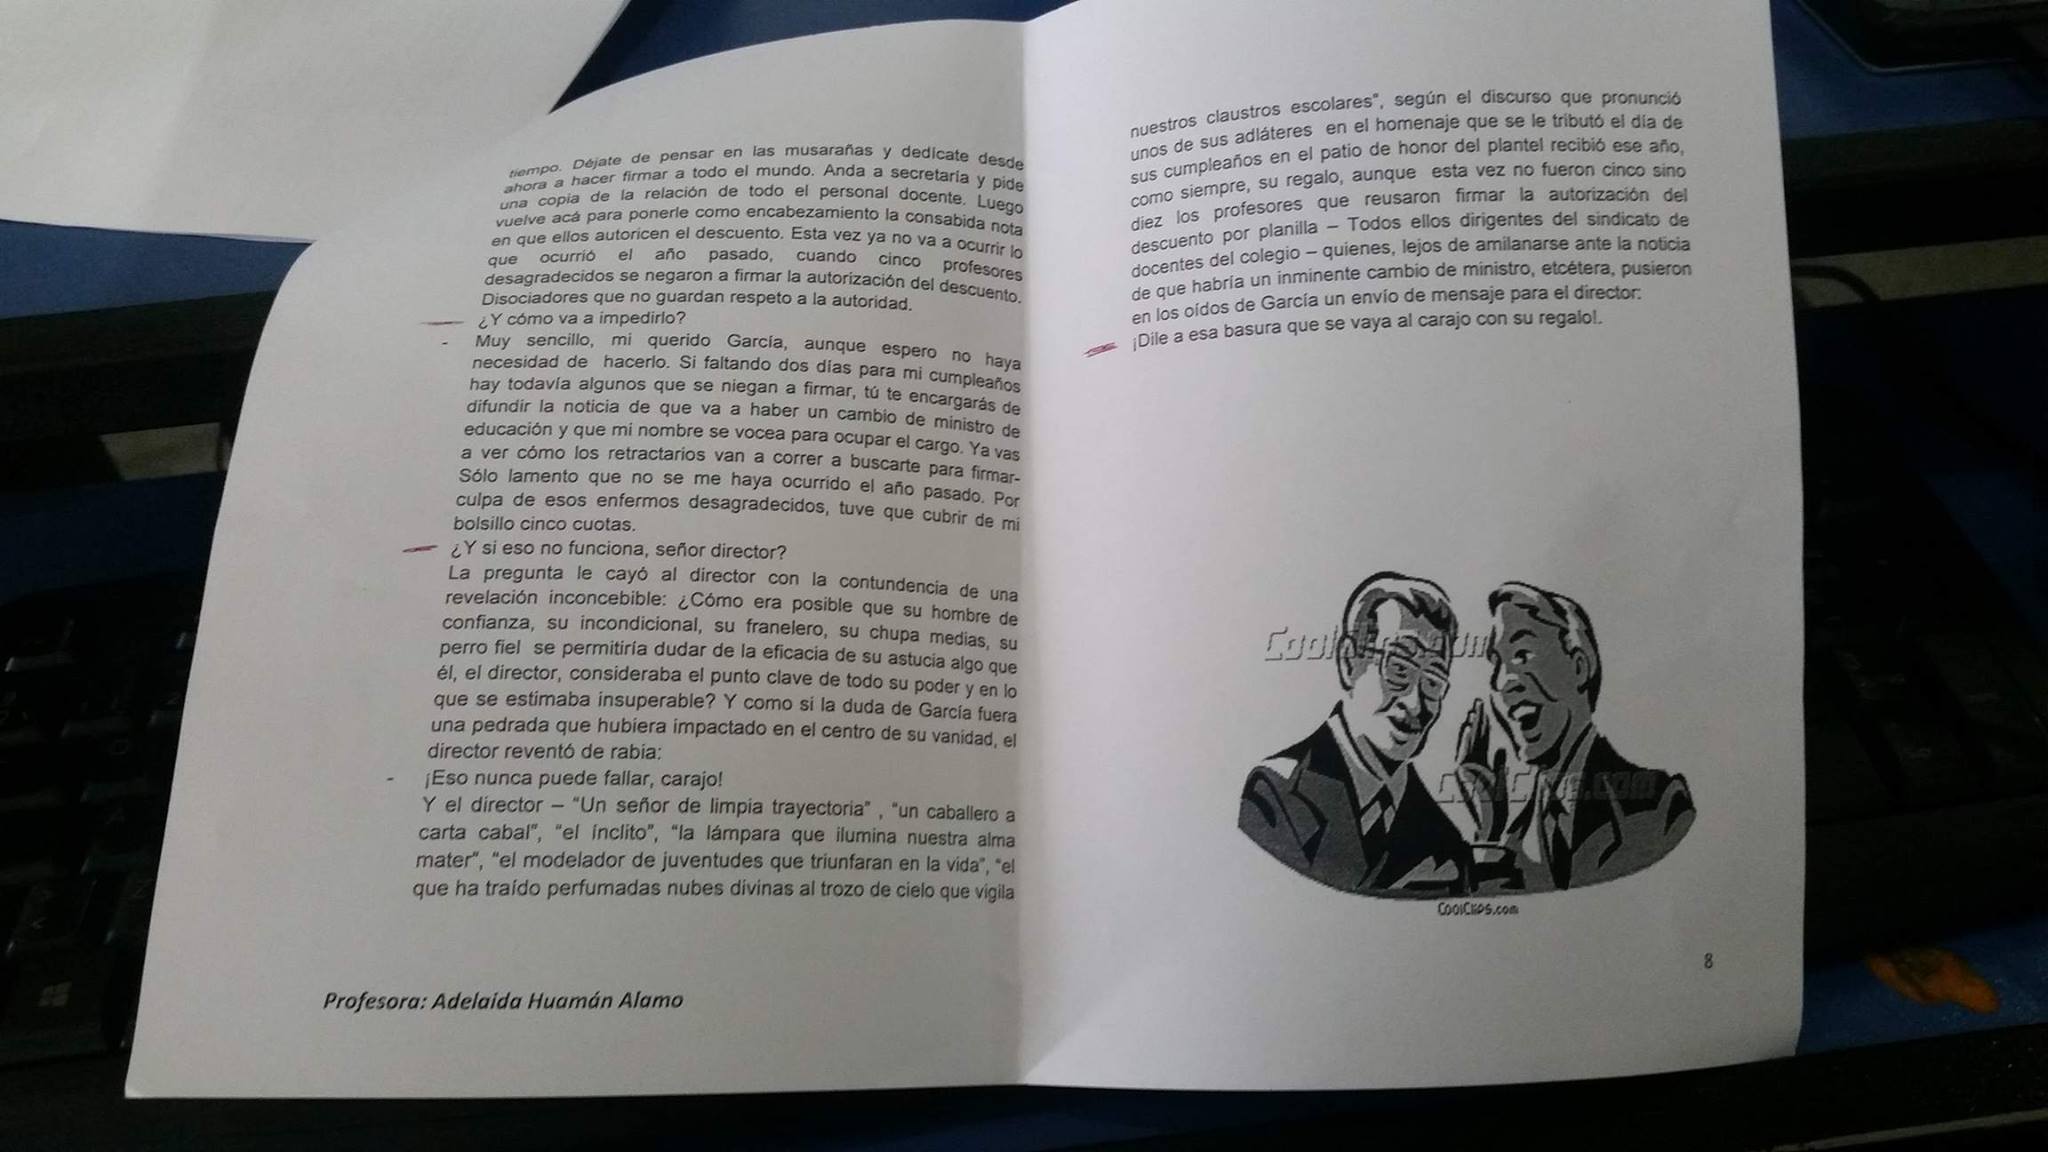 tiempo. Déjate de pensar en las musarañas y dedícate desde
ahora a hacer firmar a todo el mundo. Anda a secretaría y pide
una copia de la relación de todo el personal docente. Luego
vuelve acá para ponerle como encabezamiento la consabida nota
en que ellos autoricen el descuento. Esta vez ya no va a ocurrir lo
que ocurrió el año pasado, cuando cinco profesores
desagradecidos se negaron a firmar la autorización del descuento.
Disociadores que no guardan respeto a la autoridad.
¿Y cómo va a impedirlo?
- Muy sencillo, mi querido García, aunque espero no haya
necesidad de hacerlo. Si faltando dos días para mi cumpleaños
hay todavía algunos que se niegan a firmar, tú te encargarás de
difundir la noticia de que va a haber un cambio de ministro de
educación y que mi nombre se vocea para ocupar el cargo. Ya vas
a ver cómo los retractarios van a correr a buscarte para firmar-
Sólo lamento que no se me haya ocurrido el año pasado. Por
culpa de esos enfermos desagradecidos, tuve que cubrir de mi
bolsillo cinco cuotas.
¿Y si eso no funciona, señor director?
La pregunta le cayó al director con la contundencia de una
revelación inconcebible: ¿Cómo era posible que su hombre de
confianza, su incondicional, su franelero, su chupa medias, su
perro fiel se permitiría dudar de la eficacia de su astucia algo que
él, el director, consideraba el punto clave de todo su poder y en lo
que se estimaba insuperable? Y como si la duda de García fuera
una pedrada que hubiera impactado en el centro de su vanidad, el
director reventó de rabia:
- ¡Eso nunca puede fallar, carajo!
Y el director – “Un señor de limpia trayectoria” , “un caballero a
carta cabal”, “el ínclito”, “la lámpara que ilumina nuestra alma
mater”, “el modelador de juventudes que triunfaran en la vida”, “el
que ha traído perfumadas nubes divinas al trozo de cielo que vigila
Profesora: Adelaida Huamán Alamo
nuestros claustros escolares”, según el discurso que pronunció
unos de sus adláteres en el homenaje que se le tributó el día de
sus cumpleaños en el patio de honor del plantel recibió ese año,
como siempre, su regalo, aunque esta vez no fueron cinco sino
diez los profesores que reusaron firmar la autorización del
descuento por planilla – Todos ellos dirigentes del sindicato de
docentes del colegio – quienes, lejos de amilanarse ante la noticia
de que habría un inminente cambio de ministro, etcétera, pusieron
en los oídos de García un envío de mensaje para el director:
¡Dile a esa basura que se vaya al carajo con su regalo!.
CoolClips.com
CoolClips.com
CoolClips.com
8